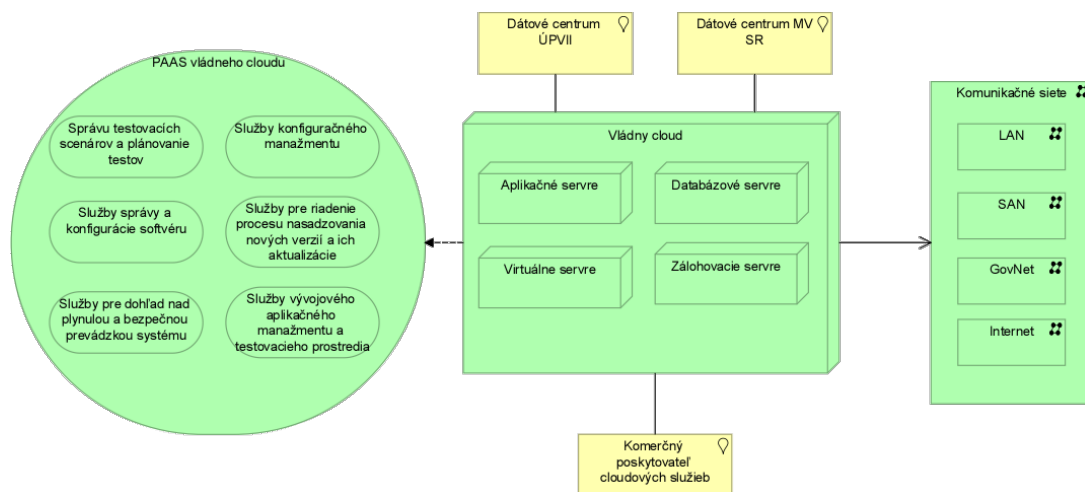 Dátové centrum
ÚPVII
Dátové centrum MV
SR
PAAS vládneho cloudu
Správu testovacích
scenárov a plánovanie
testov
Služby konfiguračného
manažmentu
Služby správy a
konfigurácie softvéru
Služby pre riadenie
procesu nasadzovania
nových verzií a ich
aktualizácie
Služby pre dohľad nad
plynulou a bezpečnou
prevádzkou systému
Služby vývojového
aplikačného
manažmentu a
testovacieho prostredia
Vládny cloud
Aplikačné servre
Databázové servre
Virtuálne servre
Zálohovacie servre
Komunikačné siete
LAN
SAN
GovNet
Internet
Komerčný
poskytovateľ
cloudových služieb